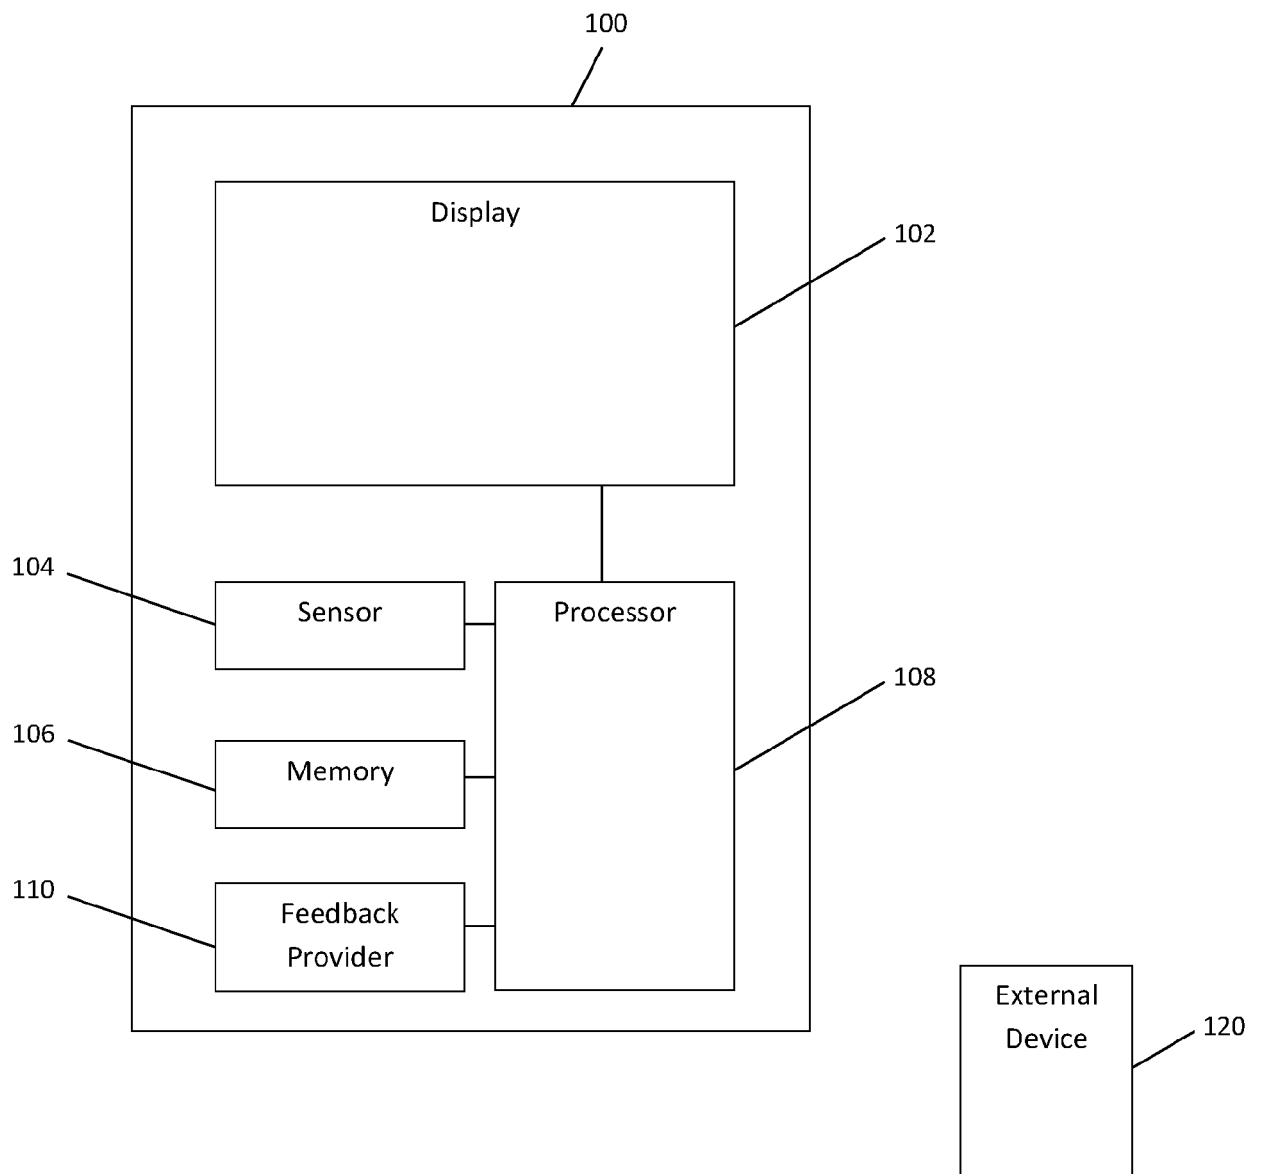 100
Display
102
104
Sensor
Processor
108
106
Memory
110
Feedback
Provider
External
Device
120